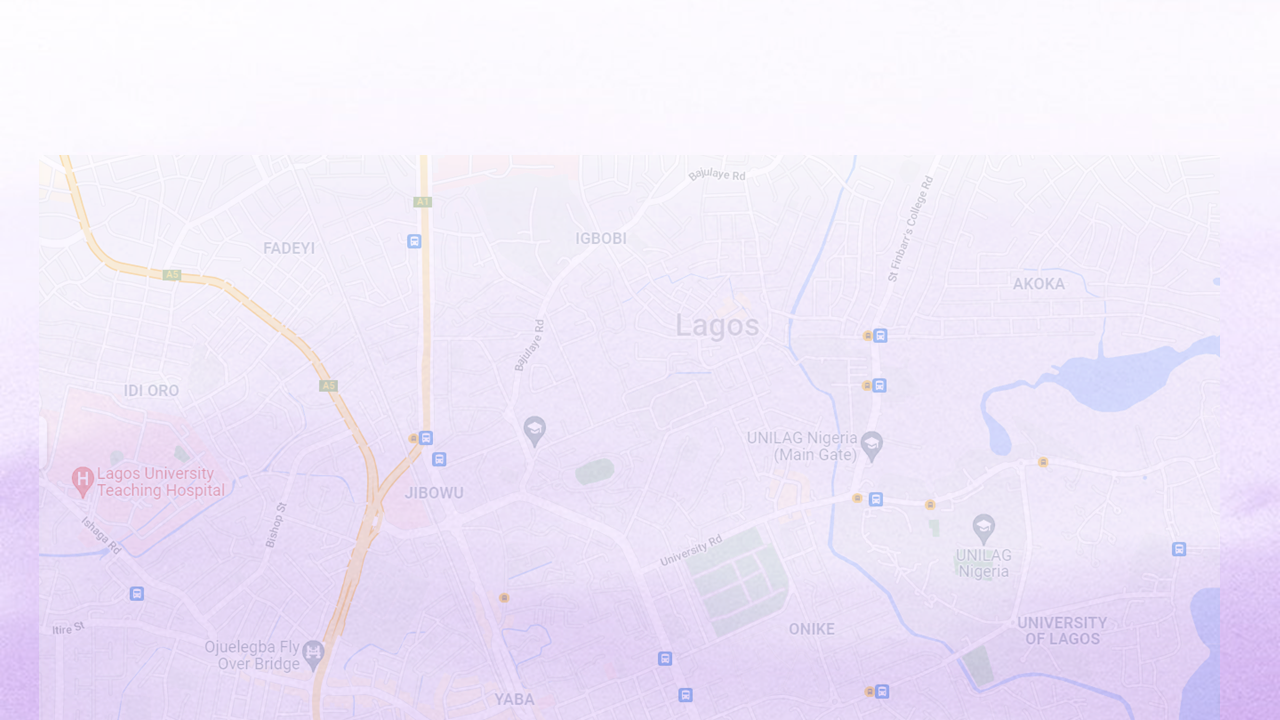 Bajulaye Rd
A1
St Finbarr's College Rd
FADEYI
IGBOBI
A5
AKOKA
Lagos
Bajulaye Rd
A5
IDI ORO
UNILAG Nigeria
(Main Gate)
H
Lagos University
Teaching Hospital
JIBOWU
Bishop St
Ishaga Rd
University Rd
UNILAG
Nigeria
Itire St
ONIKE
UNIVERSITY
OF LAGOS
Ojuelegba Fly
Over Bridge
YABA